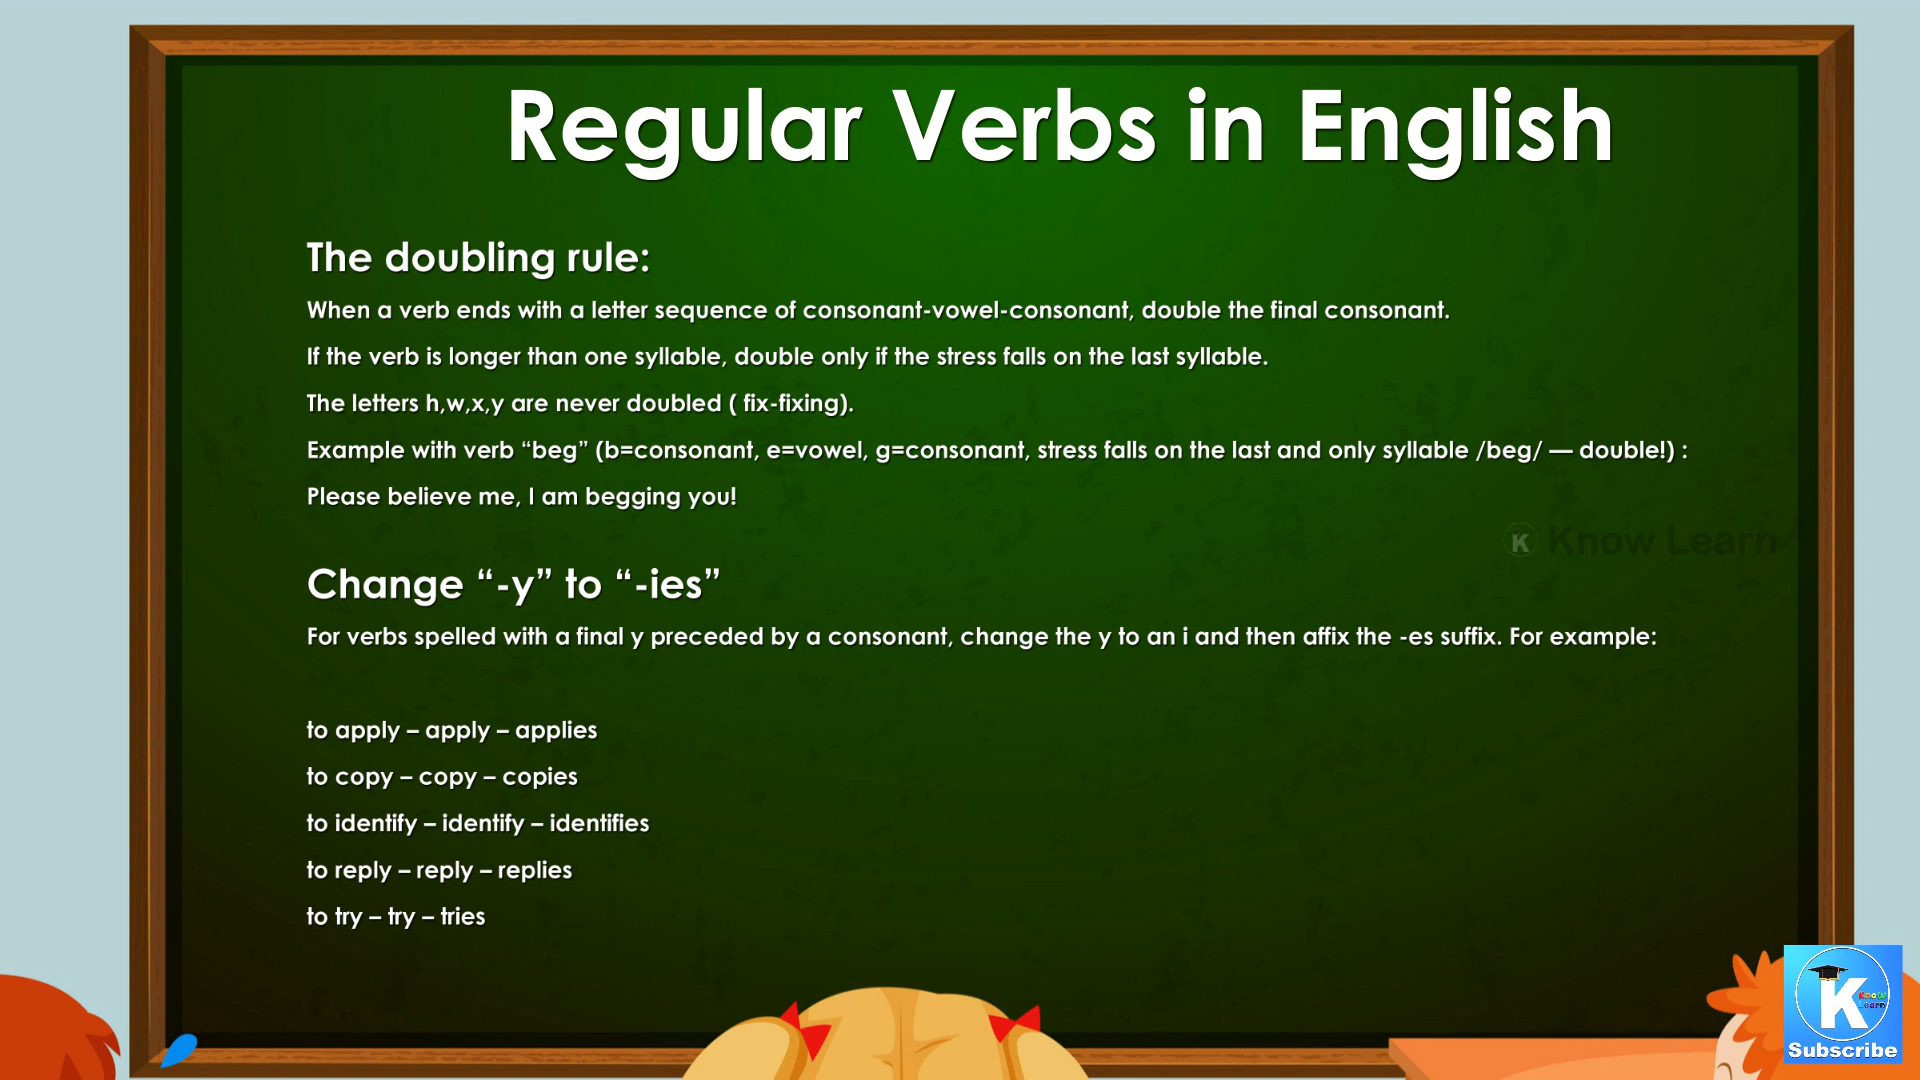 Regular Verbs in English
The doubling rule:
When a verb ends with a letter sequence of consonant-vowel-consonant, double the final consonant.
If the verb is longer than one syllable, double only if the stress falls on the last syllable.
The letters h,w,x,y are never doubled ( fix-fixing).
Example with verb “beg” (b=consonant, e=vowel, g=consonant, stress falls on the last and only syllable /beg/ — double!) :
Please believe me, I am begging you!
K Know Learn
Change “-y” to “-ies”
For verbs spelled with a final y preceded by a consonant, change the y to an i and then affix the -es suffix. For example:
to apply – apply – applies
to copy – copy – copies
to identify – identify – identifies
to reply – reply – replies
to try – try – tries
K Know Learn
Subscribe